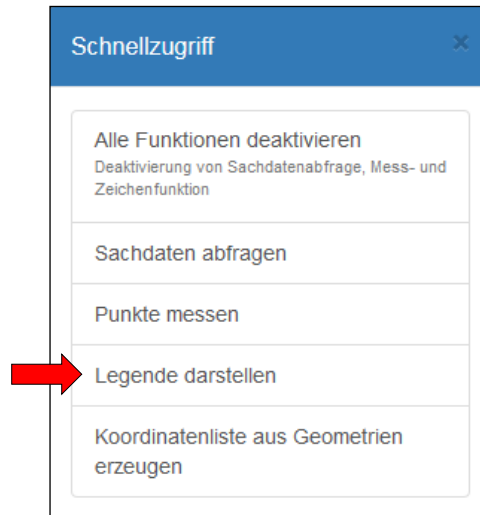 Schnellzugriff
Alle Funktionen deaktivieren
Deaktivierung von Sachdatenabfrage, Mess- und
Zeichenfunktion
Sachdaten abfragen
Punkte messen
Legende darstellen
Koordinatenliste aus Geometrien
erzeugen